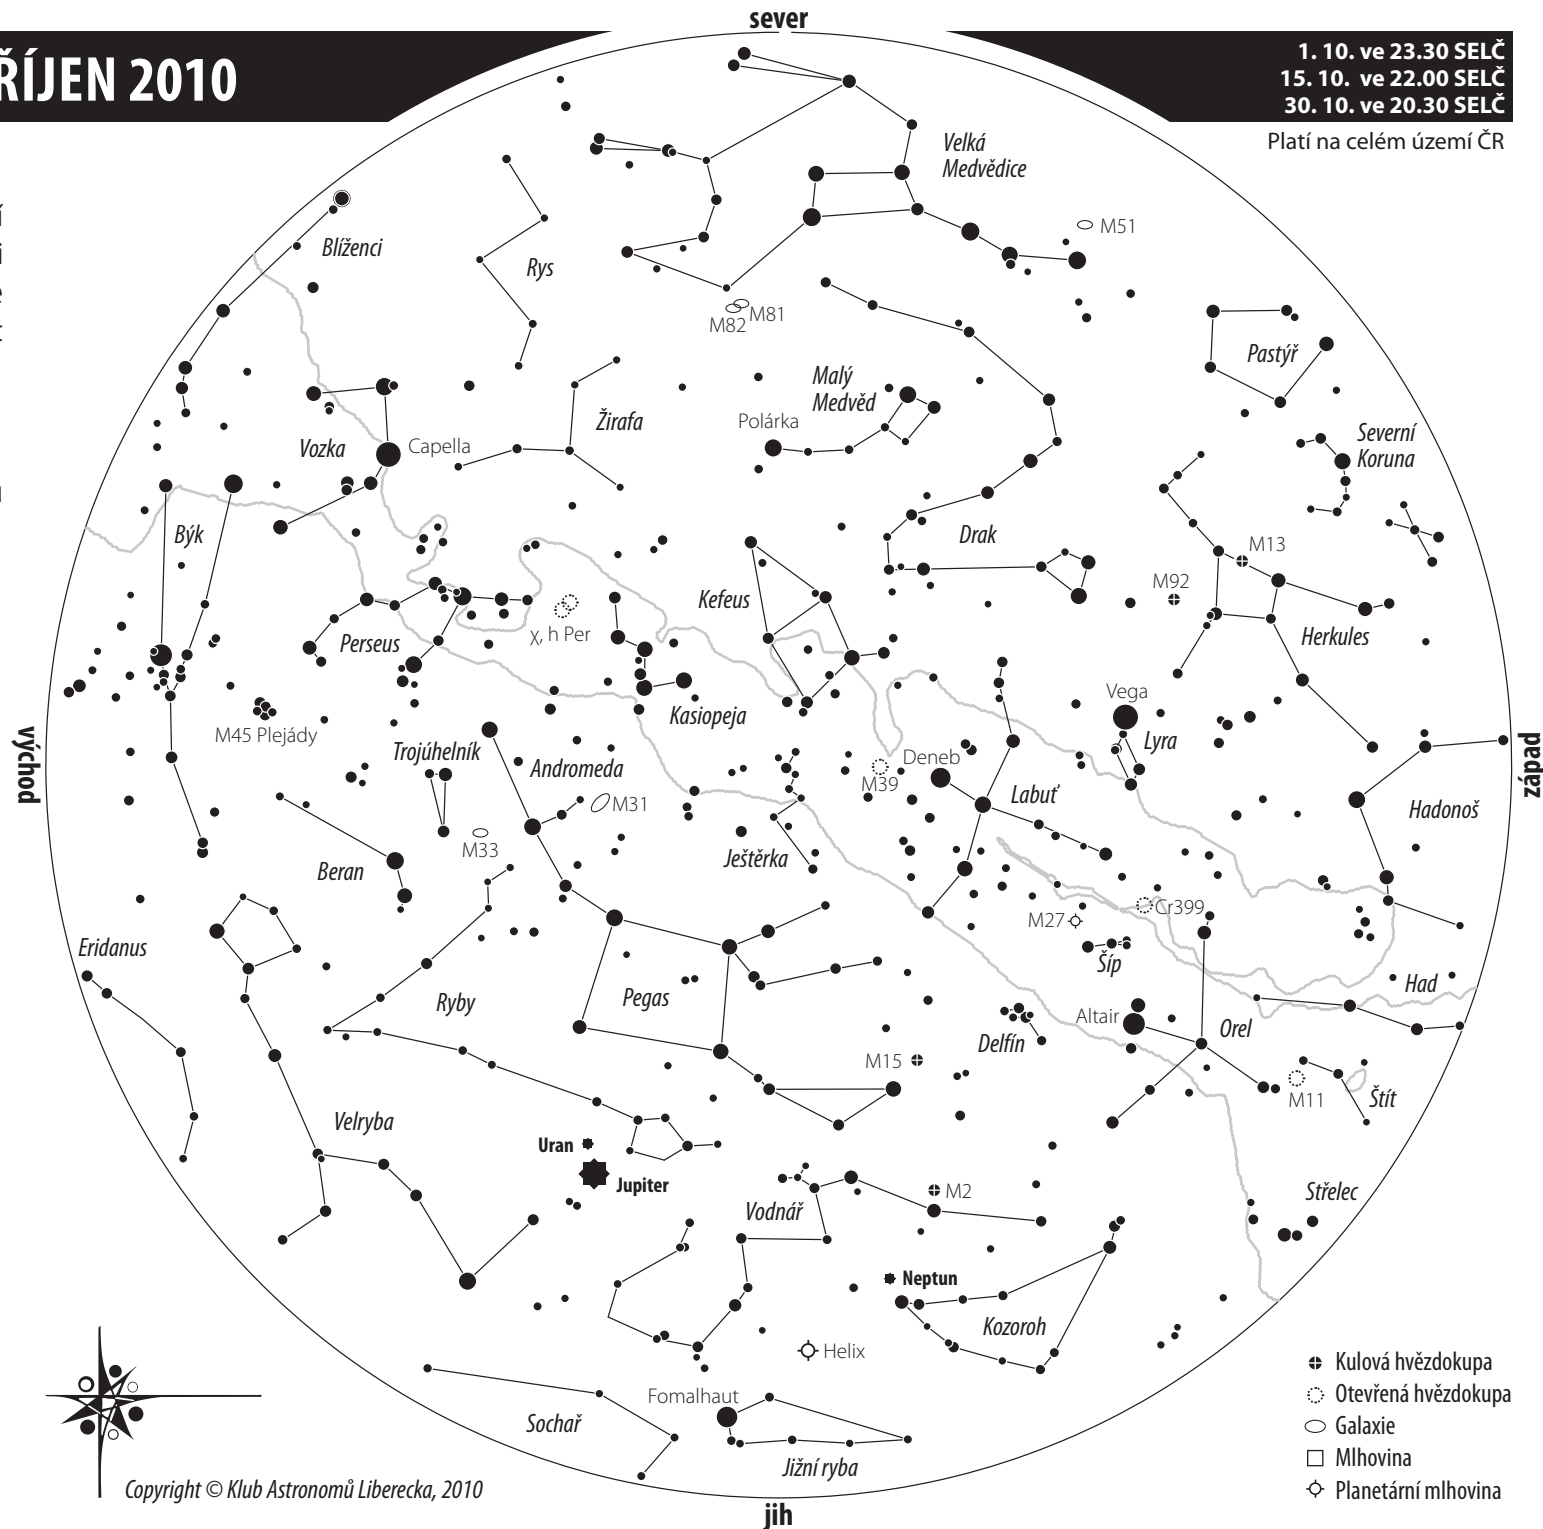 sever
ŘÍJEN 2010
1. 10. ve 23.30 SELČ
15. 10. ve 22.00 SELČ
30. 10. ve 20.30 SELČ
Platí na celém území ČR
Velká
Medvědice
M51
Blíženci
Rys
M82
M81
Pastýř
Malý
Medvěd
Polárka
Žirafa
Vozka
Capella
Severní
Koruna
Býk
Drak
M13
M92
Kefeus
Perseus
χ, h Per
Herkules
Vega
Kasiopeja
M45 Plejády
Lyra
východ
západ
Trojúhelník
Andromeda
Deneb
M39
Labuť
M31
Hadonoš
M33
Beran
Ještěrka
M27
Cr399
Eridanus
Šíp
Ryby
Pegas
Had
Altair
Orel
Delfín
M15
M11
Štít
Velryba
Uran
Jupiter
M2
Střelec
Vodnář
Neptun
Kozoroh
Helix
Fomalhaut
Sochař
Jižní ryba
Kulová hvězdokupa
Otevřená hvězdokupa
Galaxie
Mlhovina
Planetární mlhovina
Copyright © Klub Astronomů Liberecka, 2010
jih